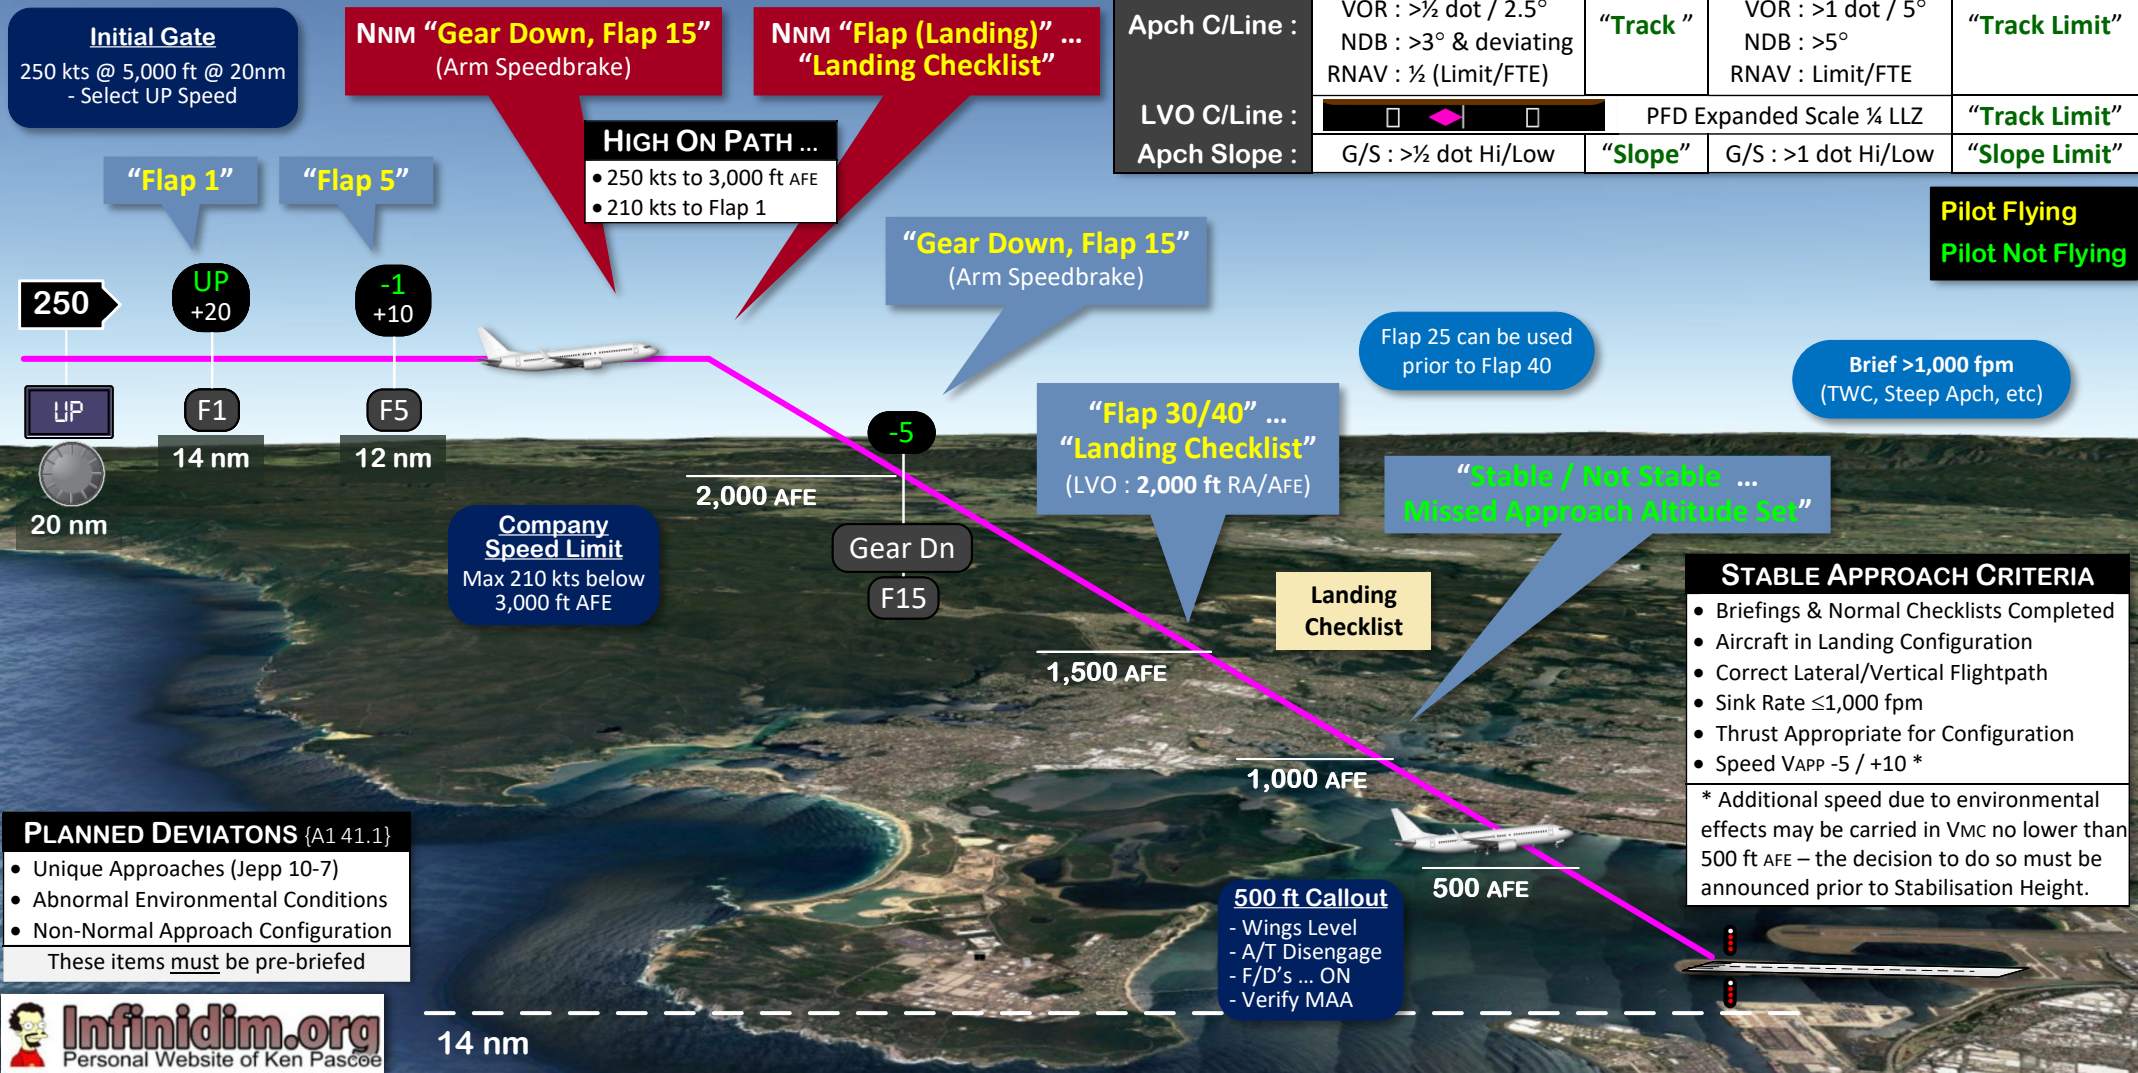 Initial Gate
250 kts @ 5,000 ft @ 20nm
- Select UP Speed
NNM “Gear Down, Flap 15”
(Arm Speedbrake)
NNM “Flap (Landing)” ...
“Landing Checklist”
Apch C/Line :
VOR : >½ dot / 2.5°
NDB : >3° & deviating
RNAV : ½ (Limit/FTE)
“Track ”
VOR : >1 dot / 5°
NDB : >5°
RNAV : Limit/FTE
“Track Limit”
LVO C/Line :
PFD Expanded Scale ¼ LLZ
“Track Limit”
Apch Slope :
G/S : >½ dot Hi/Low
“Slope”
G/S : >1 dot Hi/Low
“Slope Limit”
HIGH ON PATH ...
• 250 kts to 3,000 ft AFE
• 210 kts to Flap 1
“Flap 1”
“Flap 5”
Pilot Flying
Pilot Not Flying
“Gear Down, Flap 15”
(Arm Speedbrake)
250
UP
+20
-1
+10
UP
F1
F5
20 nm
14 nm
12 nm
Flap 25 can be used
prior to Flap 40
Brief >1,000 fpm
(TWC, Steep Apch, etc)
-5
“Flap 30/40” ...
“Landing Checklist”
(LVO : 2,000 ft RA/AFE)
2,000 AFE
“Stable / Not Stable ...
Missed Approach Altitude Set”
Company
Speed Limit
Max 210 kts below
3,000 ft AFE
Gear Dn
F15
Landing
Checklist
1,500 AFE
STABLE APPROACH CRITERIA
• Briefings & Normal Checklists Completed
• Aircraft in Landing Configuration
• Correct Lateral/Vertical Flightpath
• Sink Rate ≤1,000 fpm
• Thrust Appropriate for Configuration
• Speed VAPP -5 / +10 *
* Additional speed due to environmental
effects may be carried in VMC no lower than
500 ft AFE – the decision to do so must be
announced prior to Stabilisation Height.
1,000 AFE
500 AFE
PLANNED DEVIATONS {A1 41.1}
• Unique Approaches (Jepp 10-7)
• Abnormal Environmental Conditions
• Non-Normal Approach Configuration
These items must be pre-briefed
500 ft Callout
- Wings Level
- A/T Disengage
- F/D’s ... ON
- Verify MAA
Infinidim.org
Personal Website of Ken Pascoe
14 nm